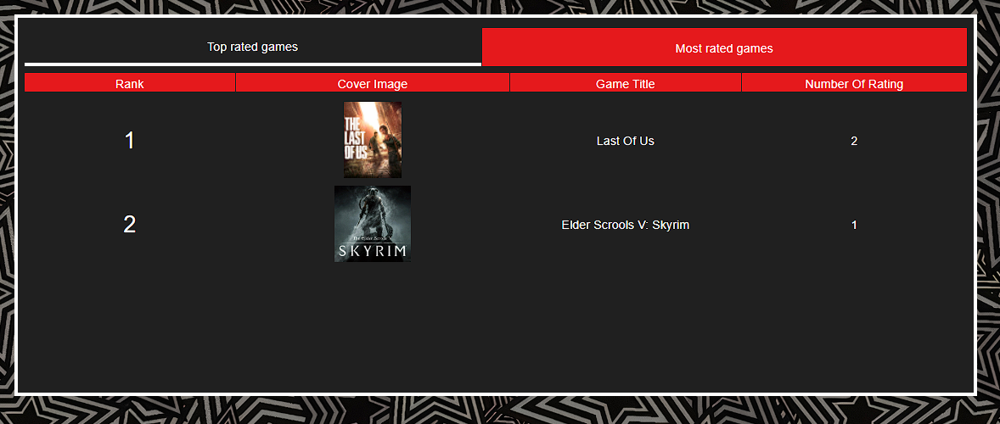 Top rated games
Most rated games
Rank
Cover Image
Game Title
Number Of Rating
1
THE
LAST
OF US
Last Of Us
2
2
The Elder Scrolls V
SKYRIM
Elder Scrools V: Skyrim
1